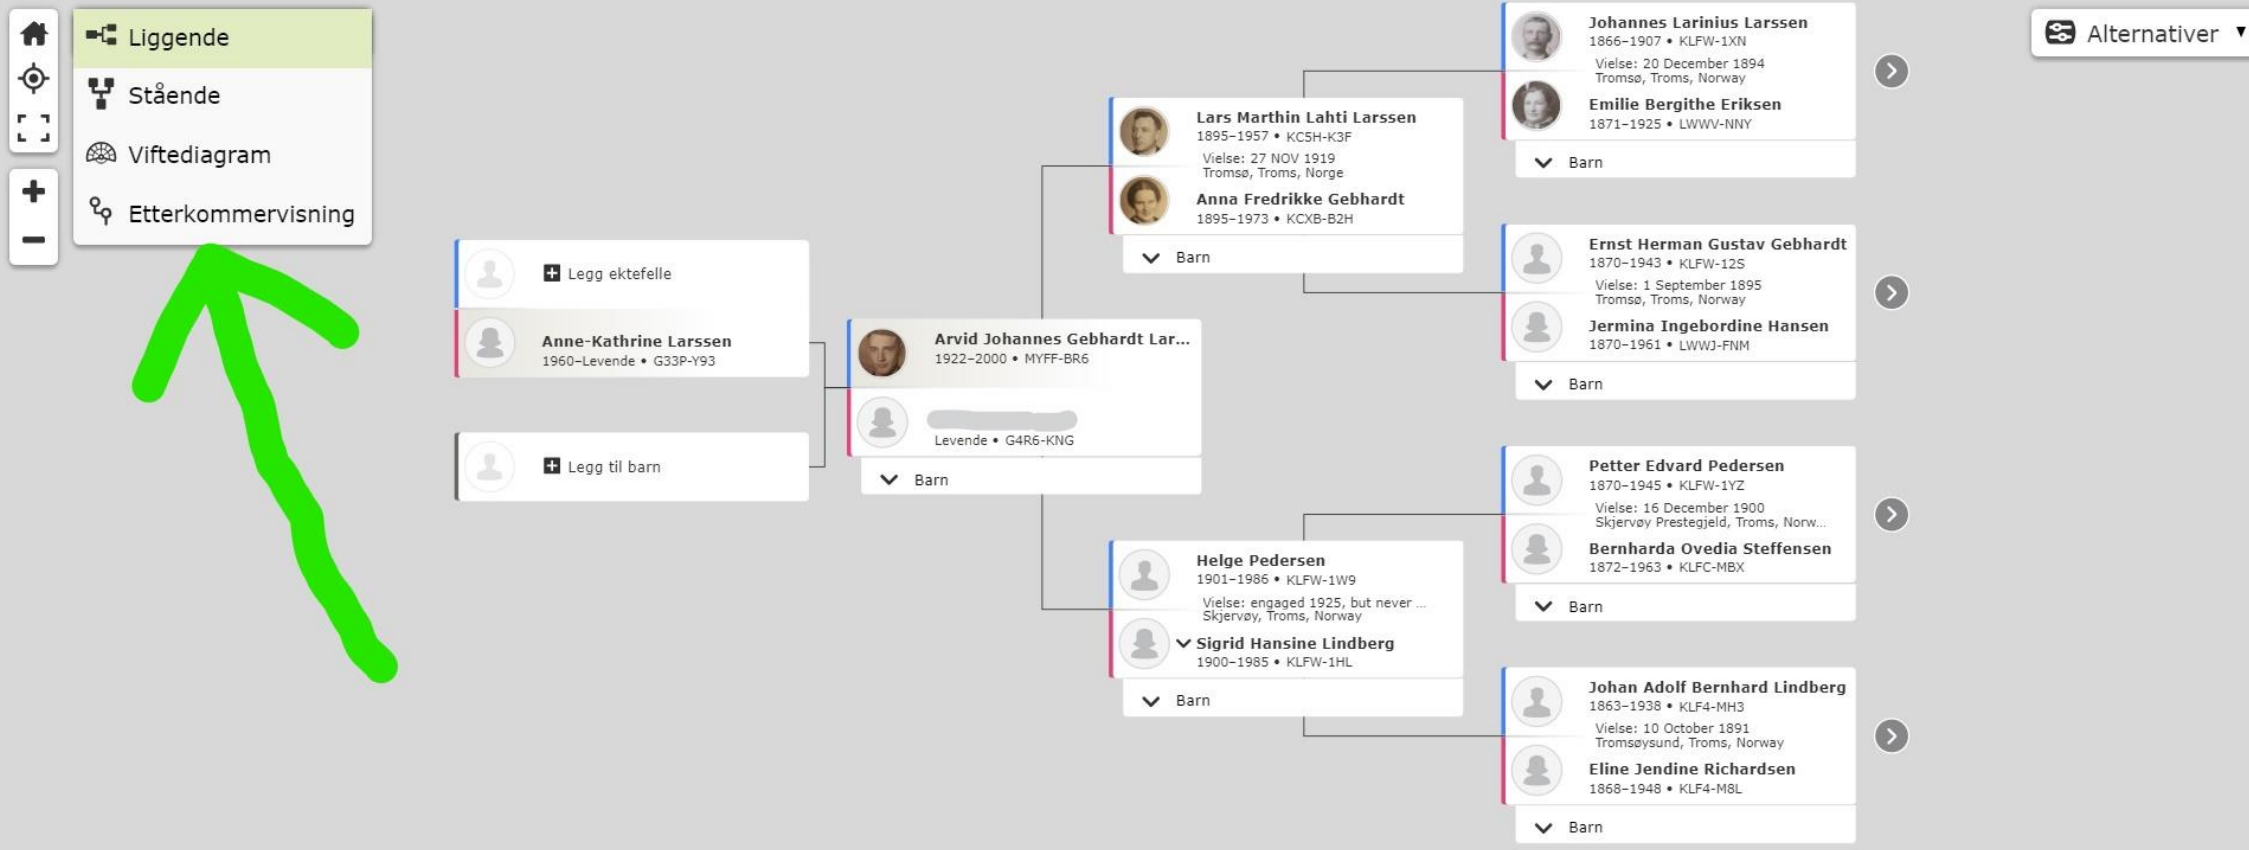 Liggende
Stående
Viftediagram
Etterkommervisning
Alternativer
Legg ektefelle
Anne-Kathrine Larssen
1960–Levende • G33P-Y93
Legg til barn
Arvid Johannes Gebhardt Lar...
1922–2000 • MYFF-BR6
Levende • G4R6-KNG
Barn
Lars Marthin Lahti Larssen
1895–1957 • KC5H-K3F
Vielse: 27 NOV 1919
Tromsø, Troms, Norge
Anna Fredrikke Gebhardt
1895–1973 • KCXB-B2H
Barn
Helge Pedersen
1901–1986 • KLFW-1W9
Vielse: engaged 1925, but never ...
Skjervøy, Troms, Norway
Sigrid Hansine Lindberg
1900–1985 • KLFW-1HL
Barn
Johannes Larinius Larssen
1866–1907 • KLFW-1XN
Vielse: 20 December 1894
Tromsø, Troms, Norway
Emilie Bergithe Eriksen
1871–1925 • LWWV-NNY
Barn
Ernst Herman Gustav Gebhardt
1870–1943 • KLFW-12S
Vielse: 1 September 1895
Tromsø, Troms, Norway
Jermina Ingebordine Hansen
1870–1961 • LWWJ-FNM
Barn
Petter Edvard Pedersen
1870–1945 • KLFW-1YZ
Vielse: 16 December 1900
Skjervøy Prestegjeld, Troms, Norw...
Bernharda Ovedia Steffensen
1872–1963 • KLFC-MBX
Barn
Johan Adolf Bernhard Lindberg
1863–1938 • KLF4-MH3
Vielse: 10 October 1891
Tromsøysund, Troms, Norway
Eline Jendine Richardsen
1868–1948 • KLF4-M8L
Barn